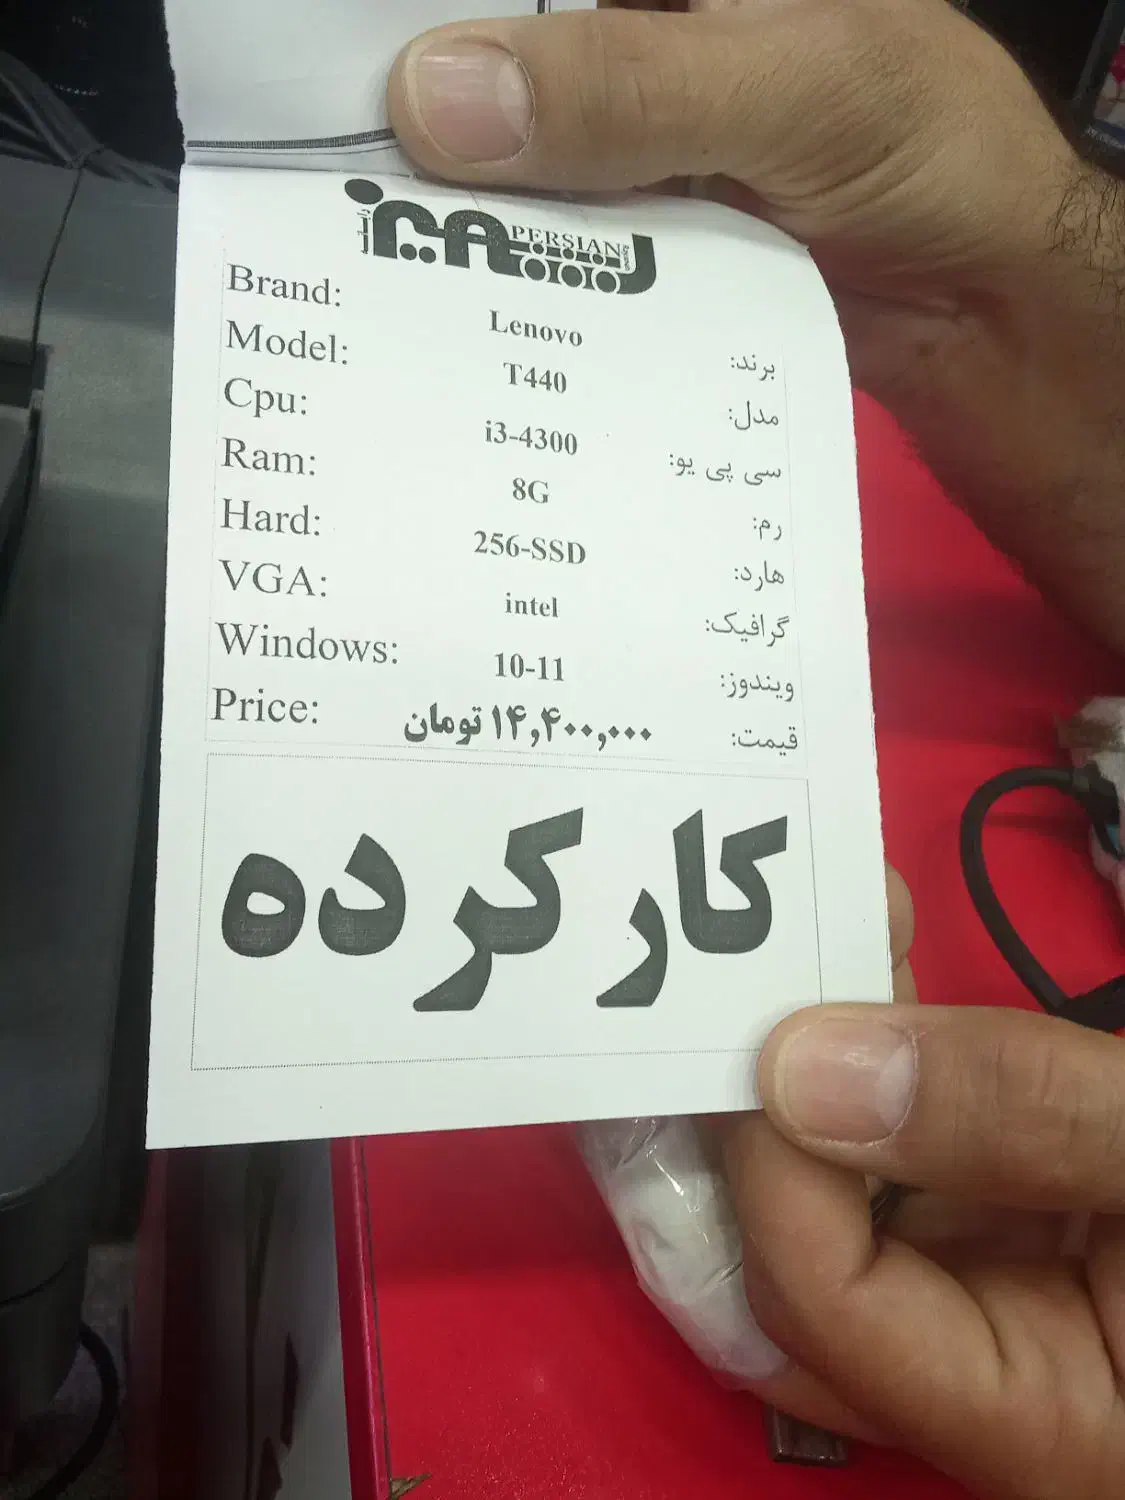 PERSIAN
Brand: Lenovo برند:
Model: T440 مدل:
Cpu: i3-4300 سی پی یو:
Ram: 8G رم:
Hard: 256-SSD هارد:
VGA: intel گرافیک:
Windows: 10-11 ویندوز:
Price: ۱۴,۴۰۰,۰۰۰ تومان قیمت:
کارکرده